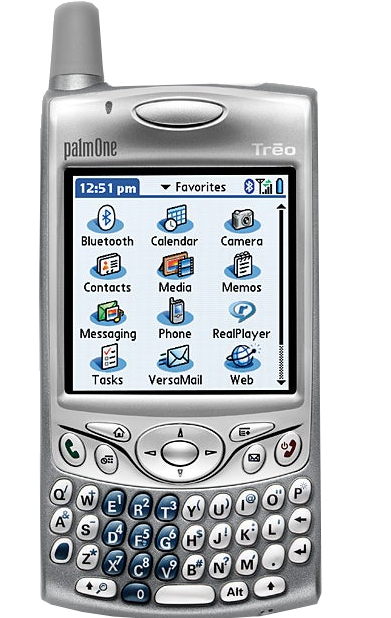 palmOne
Trēo
12:51 pm Favorites
Bluetooth Calendar Camera
Contacts Media Memos
Messaging Phone RealPlayer
Tasks VersaMail Web
Q W E R T Y U I O P
A S D F G H J K L
Z X C V B N M .
0 Alt